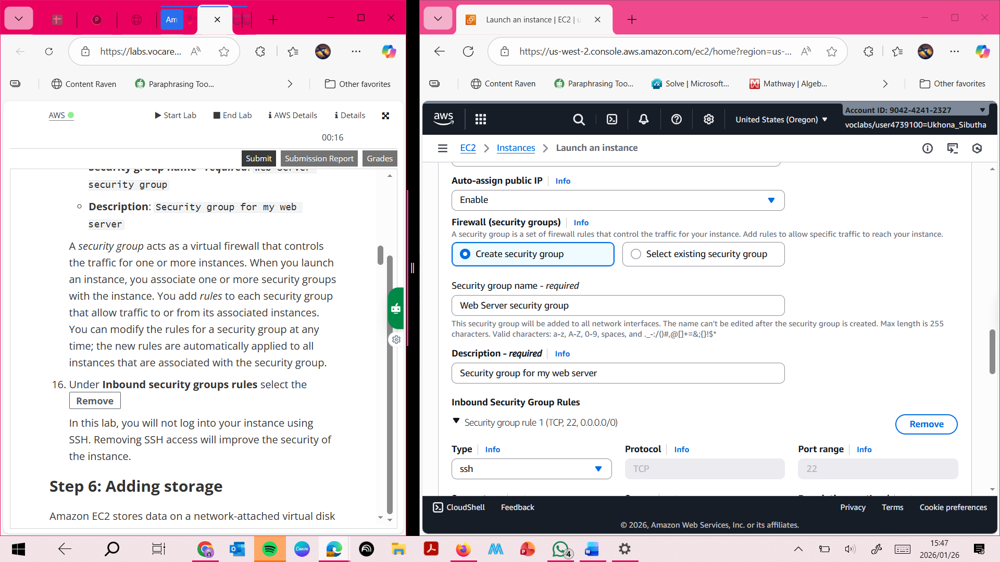 Am
Launch an instance | EC2 | u
https://labs.vocare...
https://us-west-2.console.aws.amazon.com/ec2/home?region=us-...
Content Raven
Paraphrasing Too...
Other favorites
Content Raven
Paraphrasing Too...
Solve | Microsoft...
Mathway | Algeb...
Other favorites
AWS
Start Lab
End Lab
AWS Details
Details
00:16
Submit
Submission Report
Grades
Security group name - required: Web Server
security group
Description: Security group for my web
server
A security group acts as a virtual firewall that controls
the traffic for one or more instances. When you launch
an instance, you associate one or more security groups
with the instance. You add rules to each security group
that allow traffic to or from its associated instances.
You can modify the rules for a security group at any
time; the new rules are automatically applied to all
instances that are associated with the security group.
16. Under Inbound security groups rules select the
Remove
In this lab, you will not log into your instance using
SSH. Removing SSH access will improve the security of
the instance.
Step 6: Adding storage
Amazon EC2 stores data on a network-attached virtual disk
aws
United States (Oregon)
Account ID: 9042-4241-2327
voclabs/user4739100=Ukhona_Sibutha
EC2
Instances
Launch an instance
Auto-assign public IP Info
Enable
Firewall (security groups) Info
A security group is a set of firewall rules that control the traffic for your instance. Add rules to allow specific traffic to reach your instance.
Create security group
Select existing security group
Security group name - required
Web Server security group
This security group will be added to all network interfaces. The name can't be edited after the security group is created. Max length is 255
characters. Valid characters: a-z, A-Z, 0-9, spaces, and ._-:/()#,@[]+=&;{}!$*
Description - required Info
Security group for my web server
Inbound Security Group Rules
Security group rule 1 (TCP, 22, 0.0.0.0/0)
Remove
Type Info
Protocol Info
Port range Info
ssh
TCP
22
CloudShell
Feedback
Privacy
Terms
Cookie preferences
© 2026, Amazon Web Services, Inc. or its affiliates.
Canva
4
15:47
2026/01/26